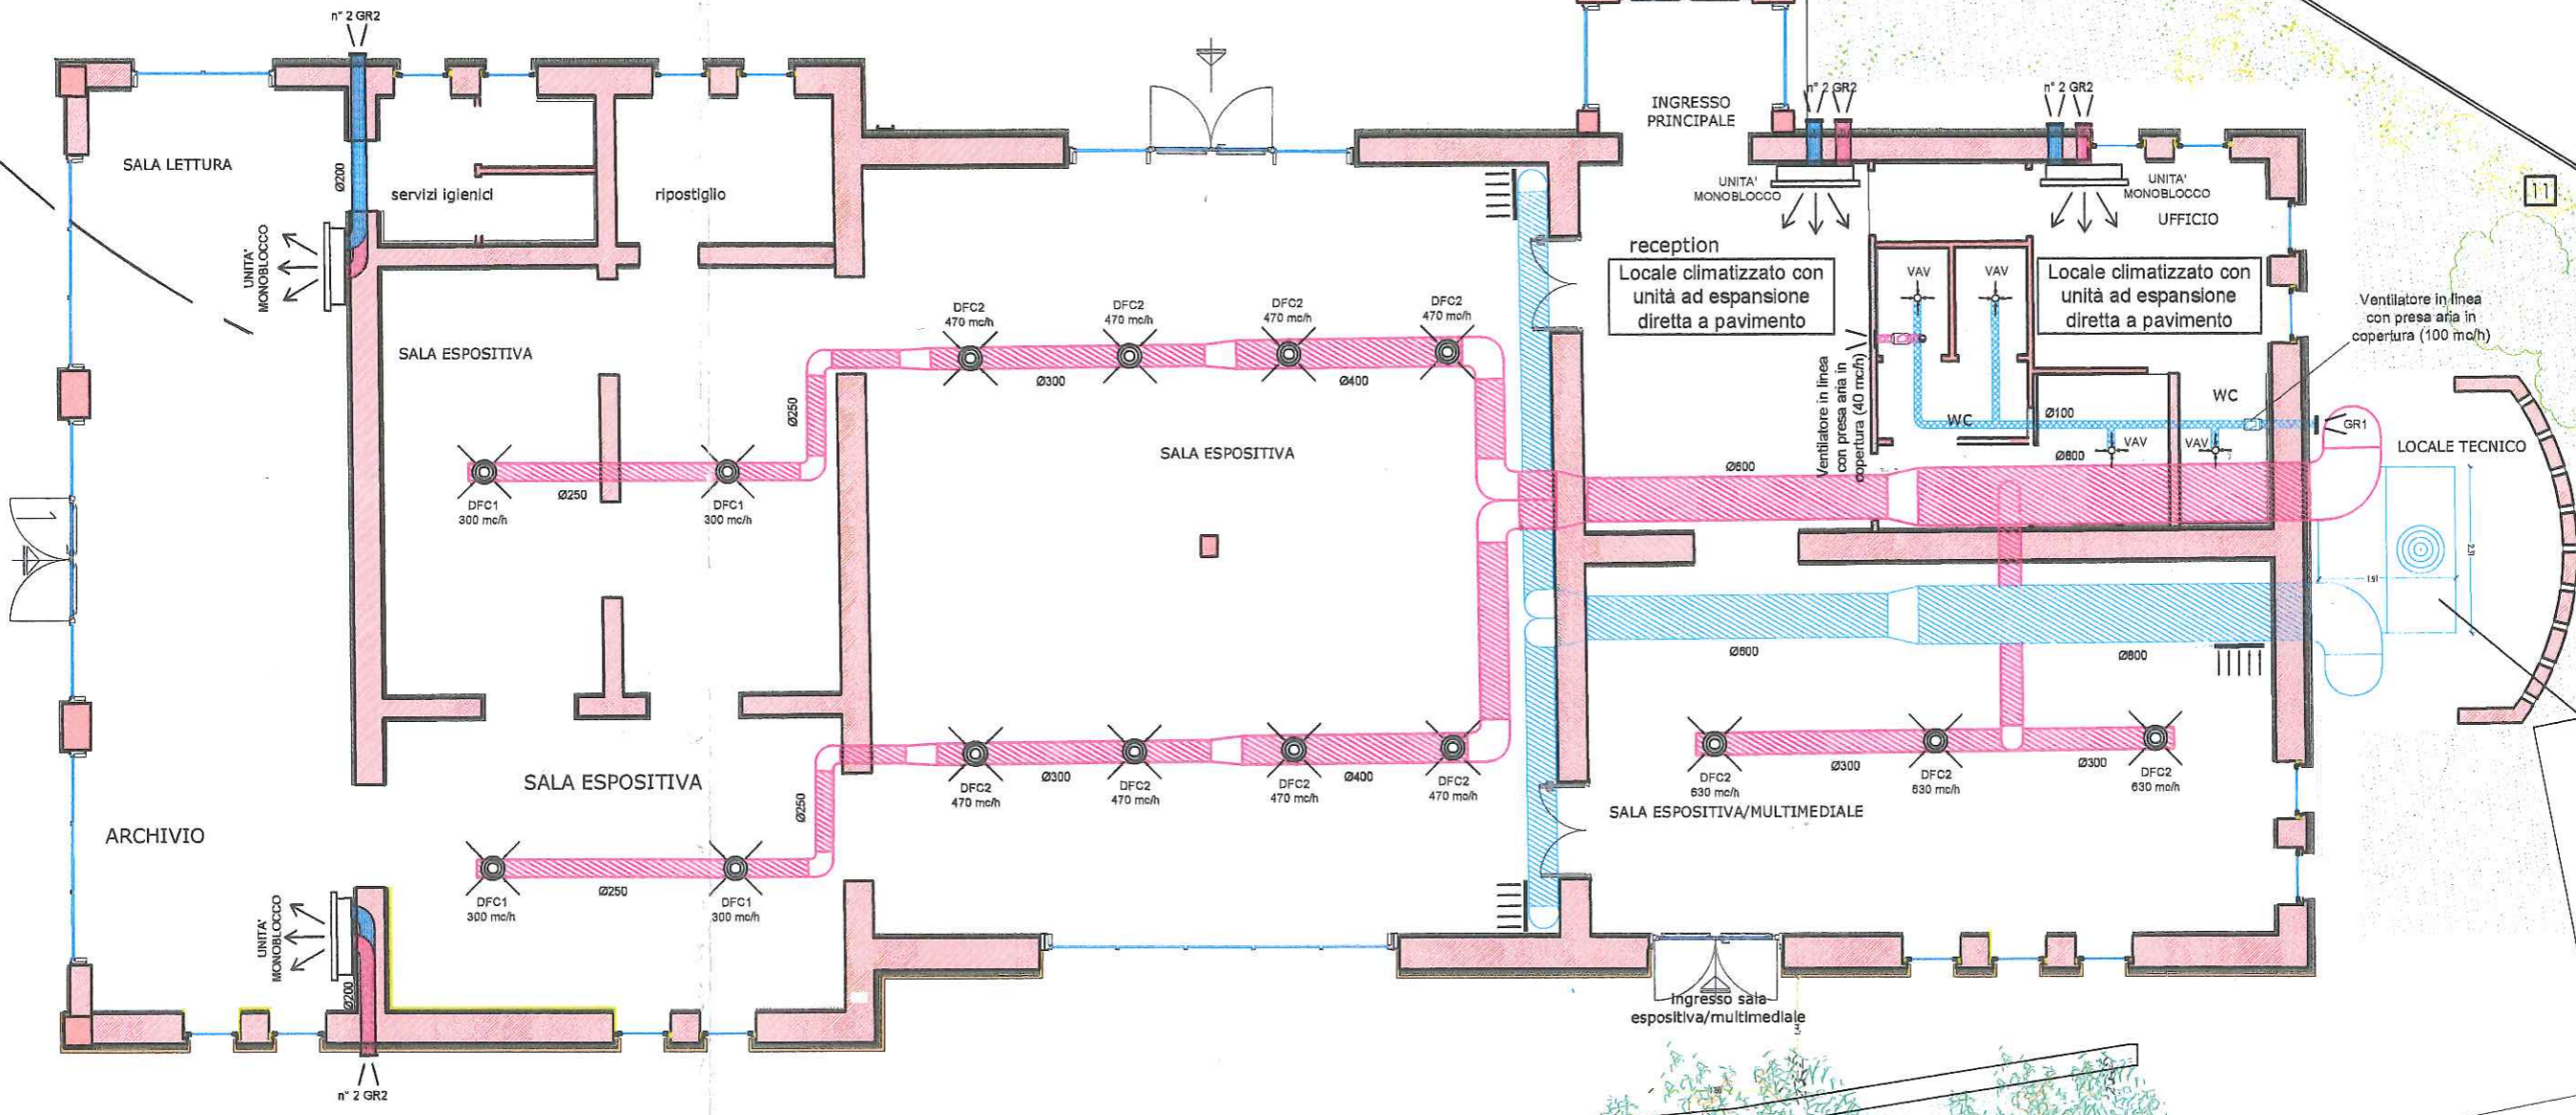 n° 2 GR2
INGRESSO
PRINCIPALE
n° 2 GR2
n° 2 GR2
SALA LETTURA
Ø200
servizi igienici
ripostiglio
UNITA'
MONOBLOCCO
UNITA'
MONOBLOCCO
UNITA'
MONOBLOCCO
UFFICIO
11
reception
Locale climatizzato con
unità ad espansione
diretta a pavimento
VAV
VAV
Locale climatizzato con
unità ad espansione
diretta a pavimento
Ventilatore in linea
con presa aria in
copertura (100 mc/h)
DFC2
470 mc/h
DFC2
470 mc/h
DFC2
470 mc/h
DFC2
470 mc/h
SALA ESPOSITIVA
Ø300
Ø400
Ø250
Ventilatore in linea
con presa aria in
copertura (40 mc/h)
WC
Ø100
WC
GR1
VAV
VAV
LOCALE TECNICO
SALA ESPOSITIVA
Ø600
Ø800
Ø250
DFC1
300 mc/h
DFC1
300 mc/h
1.91
2.31
Ø600
Ø800
SALA ESPOSITIVA
Ø250
Ø300
Ø400
DFC2
470 mc/h
DFC2
470 mc/h
DFC2
470 mc/h
DFC2
470 mc/h
Ø300
Ø300
DFC2
630 mc/h
DFC2
630 mc/h
DFC2
630 mc/h
SALA ESPOSITIVA/MULTIMEDIALE
ARCHIVIO
Ø250
DFC1
300 mc/h
DFC1
300 mc/h
UNITA'
MONOBLOCCO
Ø200
Ingresso sala
espositiva/multimediale
n° 2 GR2